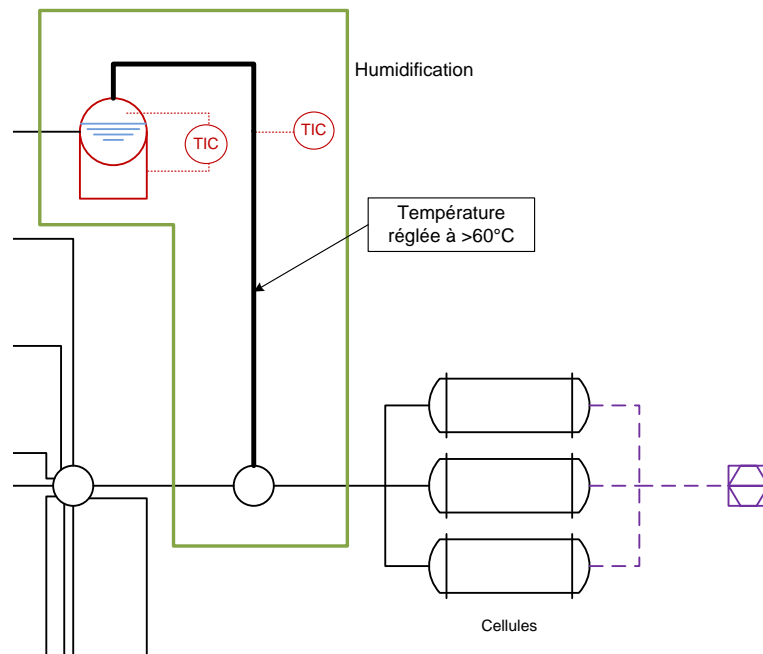 Humidification
TIC
TIC
Température
réglée à >60°C
Cellules